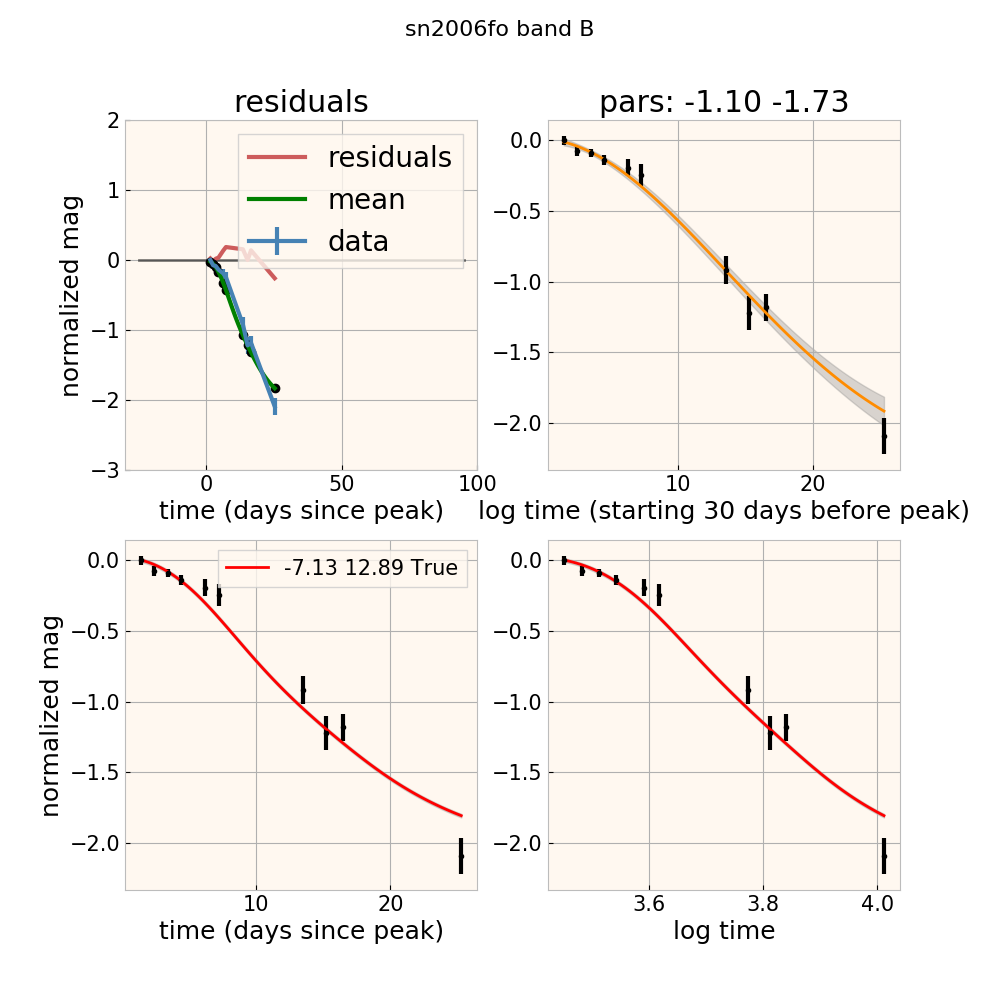 sn2006fo band B
residuals
pars: -1.10 -1.73
2
1
0
−1
−2
−3
normalized mag
residuals
mean
data
0
50
100
time (days since peak)
0.0
−0.5
−1.0
−1.5
−2.0
10
20
log time (starting 30 days before peak)
0.0
−0.5
−1.0
−1.5
−2.0
normalized mag
-7.13 12.89 True
10
20
time (days since peak)
0.0
−0.5
−1.0
−1.5
−2.0
3.6
3.8
4.0
log time